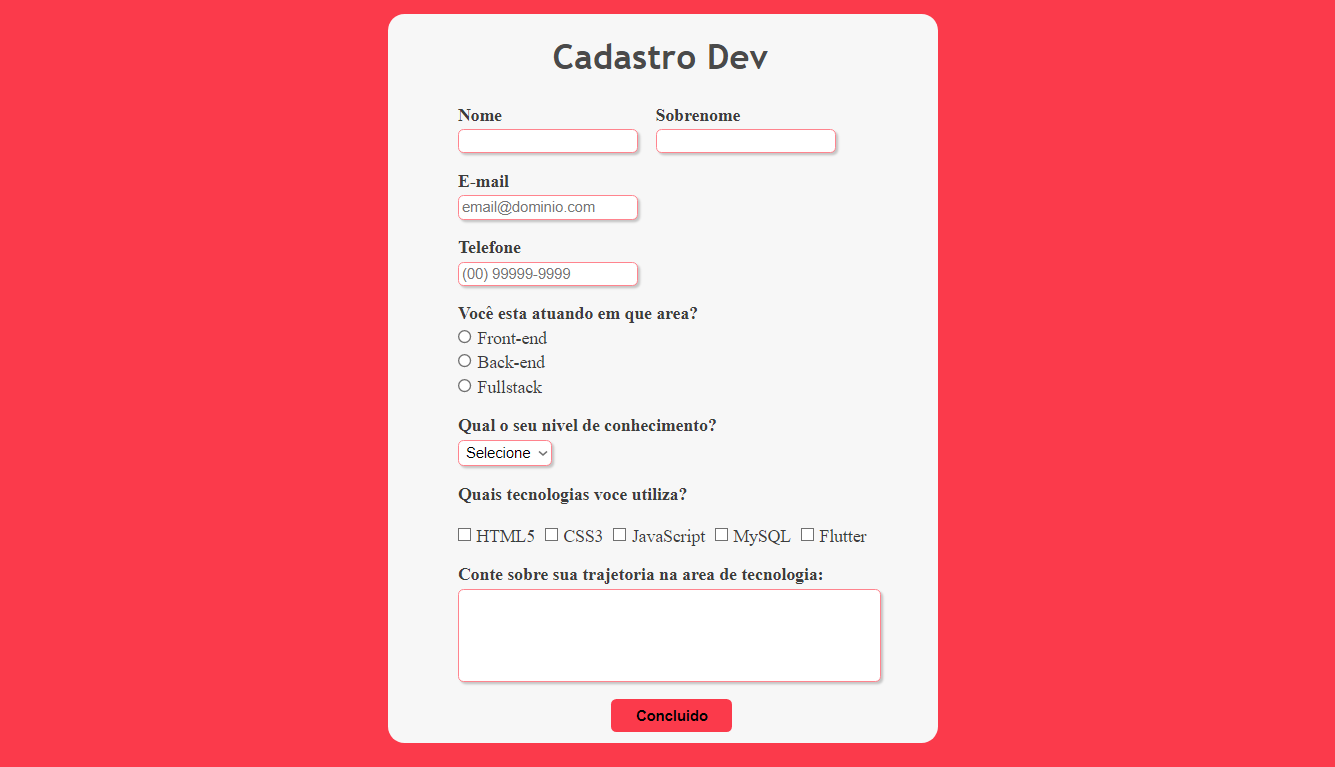 Cadastro Dev
Nome Sobrenome
E-mail
email@dominio.com
Telefone
(00) 99999-9999
Você esta atuando em que area?
Front-end
Back-end
Fullstack
Qual o seu nivel de conhecimento?
Selecione
Quais tecnologias voce utiliza?
HTML5 CSS3 JavaScript MySQL Flutter
Conte sobre sua trajetoria na area de tecnologia:
Concluido